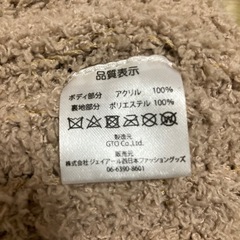 品質表示
ボディ部分 アクリル 100%
裏地部分 ポリエステル 100%
製造元
GTO Co.,Ltd.
販売元
株式会社 ジェイアール西日本ファッショングッズ
06-6390-8601